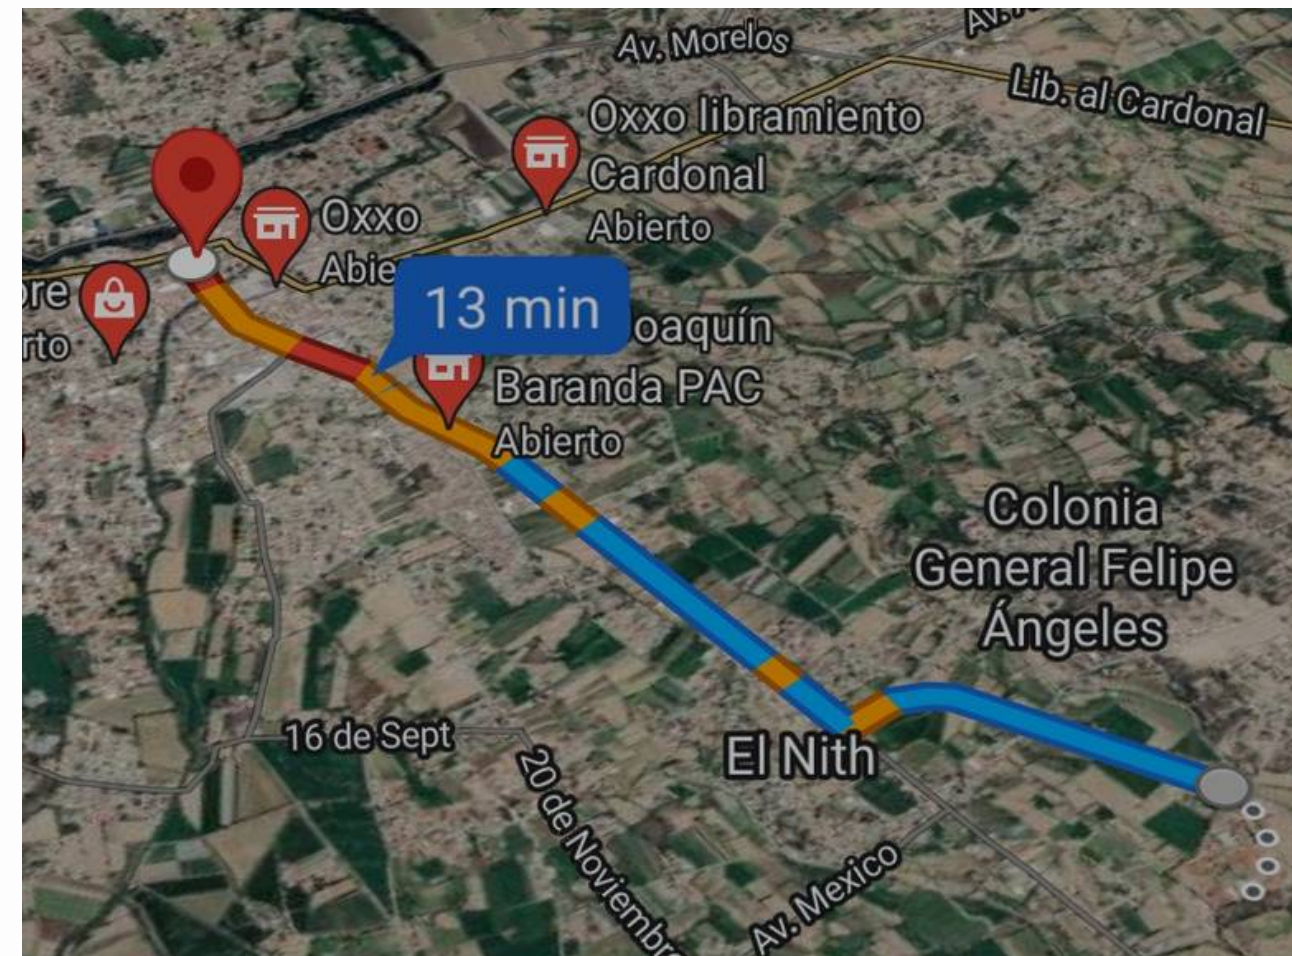 Av. Morelos
Lib. al Cardonal
Oxxo libramiento
Cardonal
Abierto
Oxxo
13 min
Baranda PAC
Abierto
Colonia
General Felipe
Ángeles
16 de Sept
El Nith
20 de Noviembre
Av. Mexico